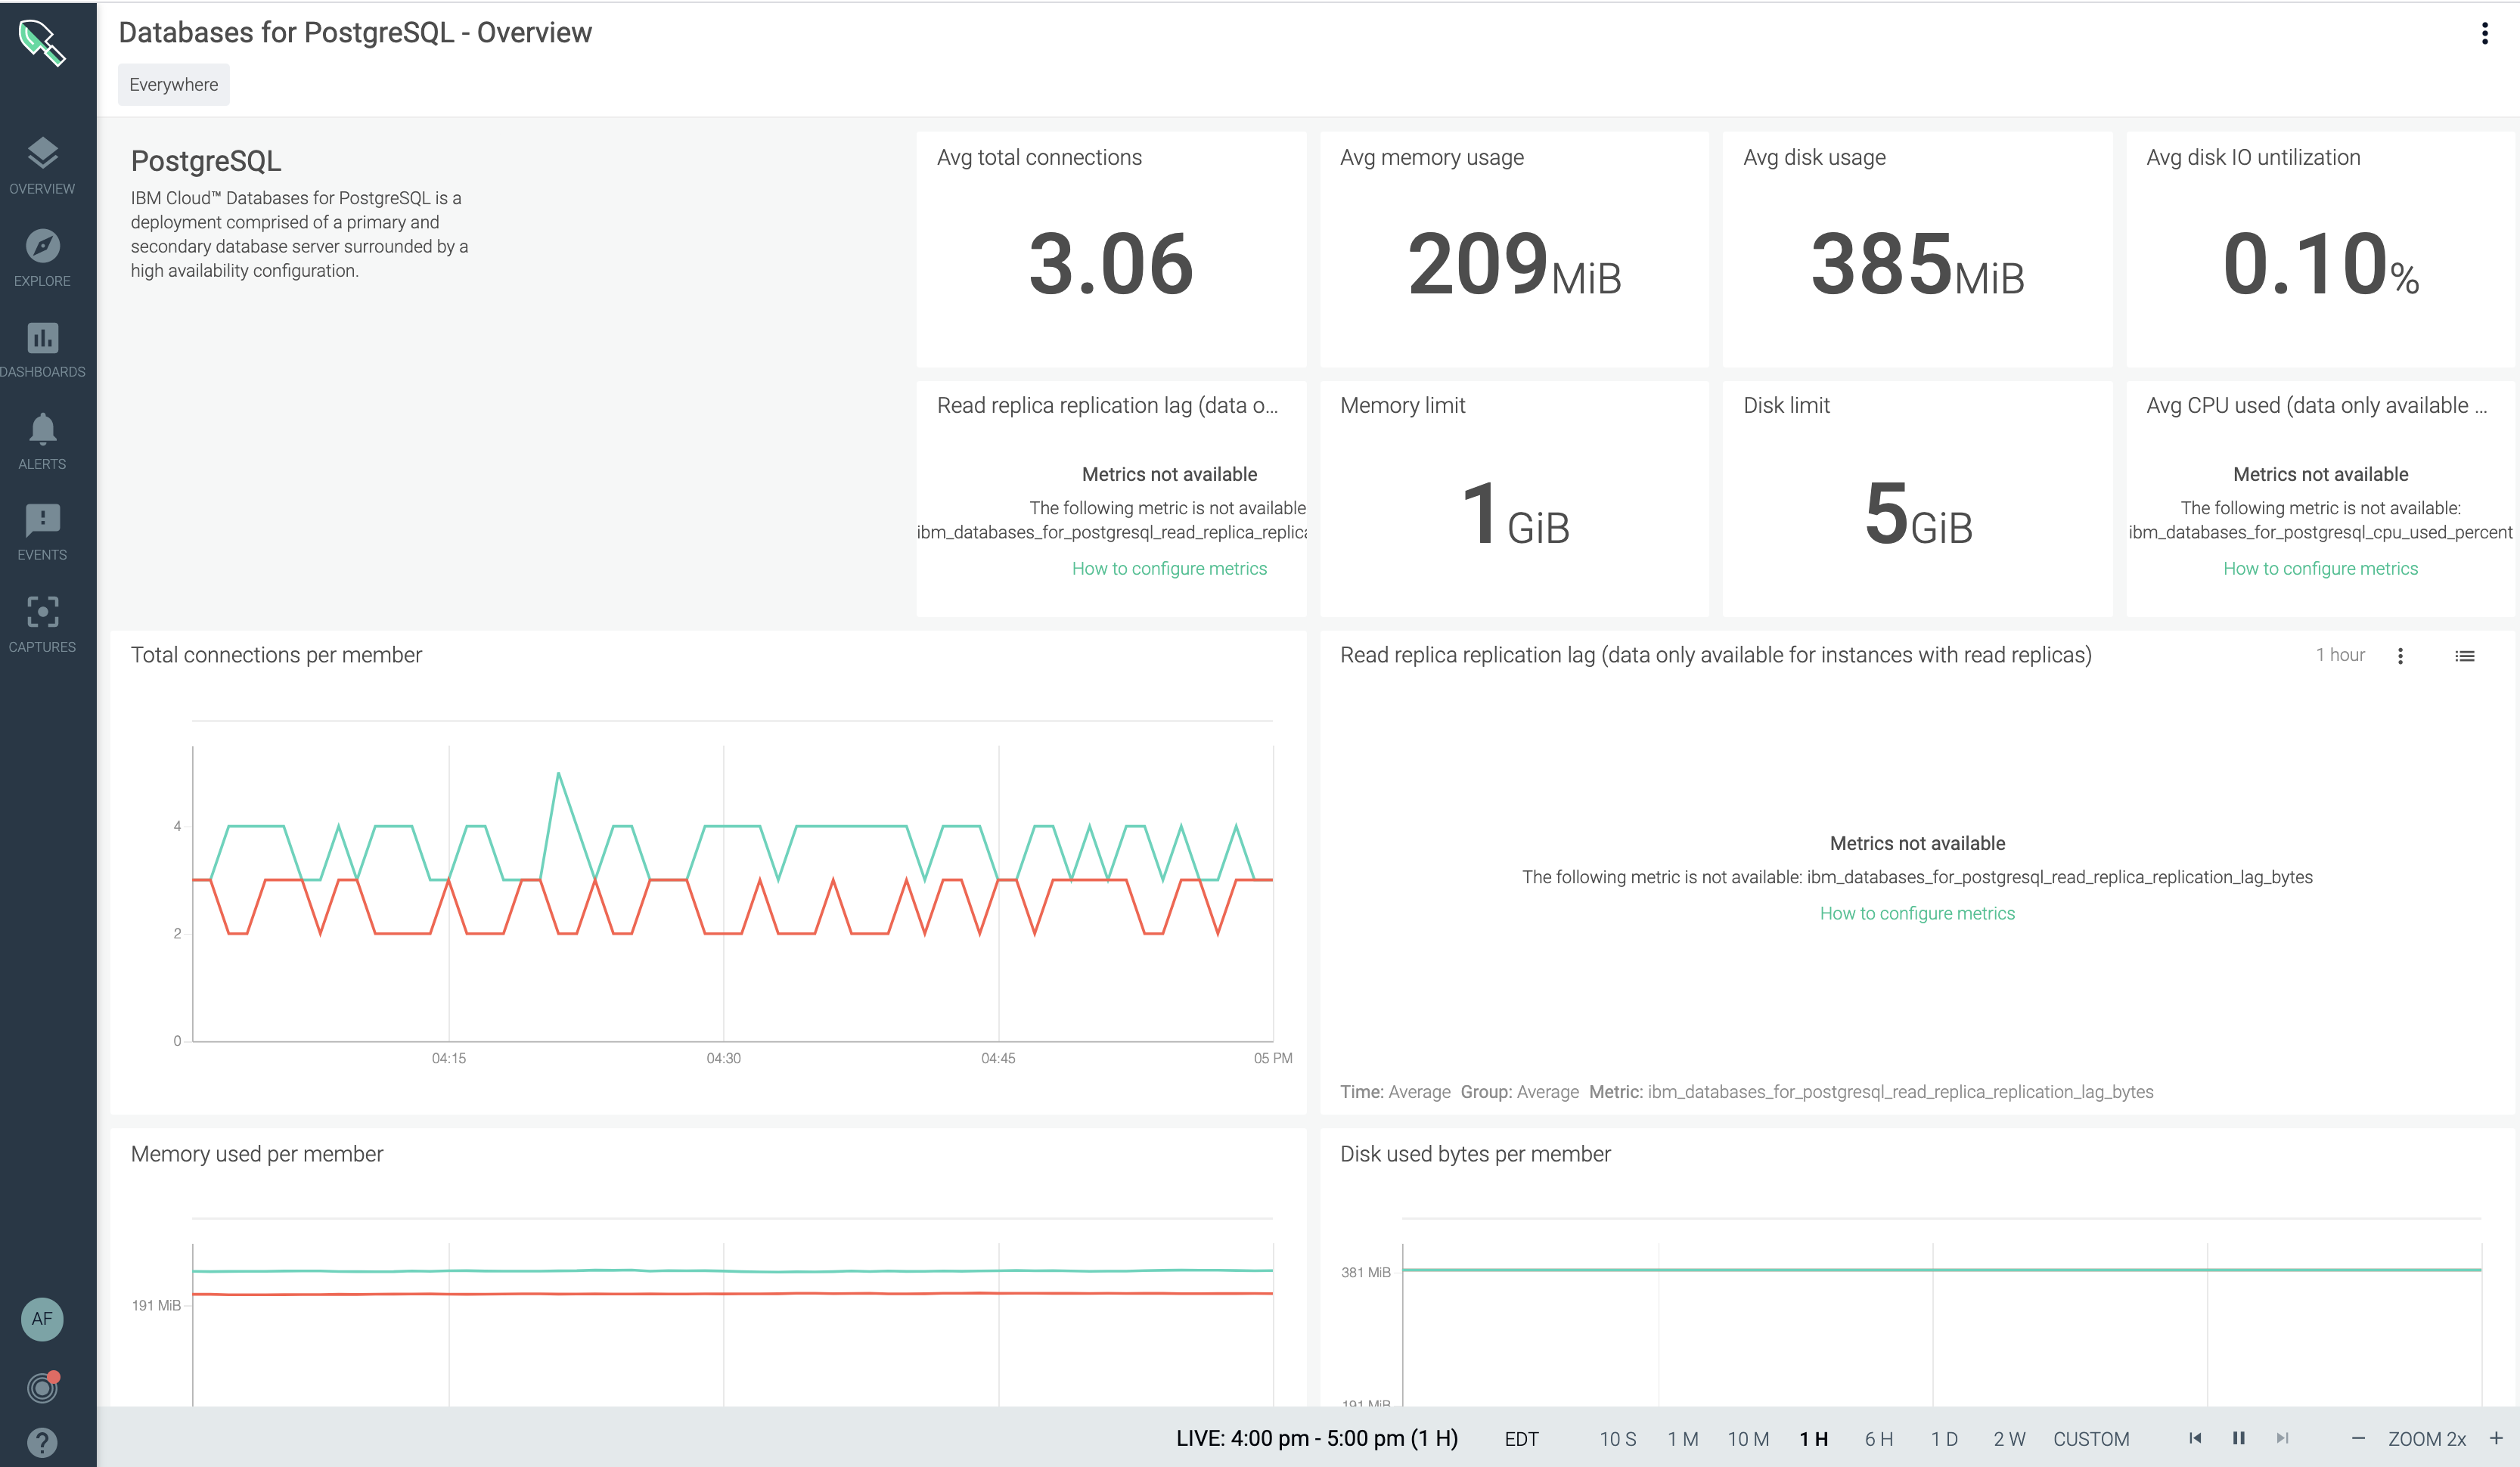 Databases for PostgreSQL - Overview
Everywhere
OVERVIEW
EXPLORE
DASHBOARDS
ALERTS
EVENTS
CAPTURES
AF
PostgreSQL
IBM Cloud™ Databases for PostgreSQL is a
deployment comprised of a primary and
secondary database server surrounded by a
high availability configuration.
Avg total connections
3.06
Avg memory usage
209MiB
Avg disk usage
385MiB
Avg disk IO untilization
0.10%
Read replica replication lag (data o...
Metrics not available
The following metric is not available
ibm_databases_for_postgresql_read_replica_replica
How to configure metrics
Memory limit
1 GiB
Disk limit
5GiB
Avg CPU used (data only available ...
Metrics not available
The following metric is not available:
ibm_databases_for_postgresql_cpu_used_percent
How to configure metrics
Total connections per member
4
2
0
04:15
04:30
04:45
05 PM
Read replica replication lag (data only available for instances with read replicas)
1 hour
Metrics not available
The following metric is not available: ibm_databases_for_postgresql_read_replica_replication_lag_bytes
How to configure metrics
Time: Average Group: Average Metric: ibm_databases_for_postgresql_read_replica_replication_lag_bytes
Memory used per member
191 MiB
Disk used bytes per member
381 MiB
191 MiB
LIVE: 4:00 pm - 5:00 pm (1 H)
EDT
10 S
1 M
10 M
1 H
6 H
1 D
2 W
CUSTOM
ZOOM 2x